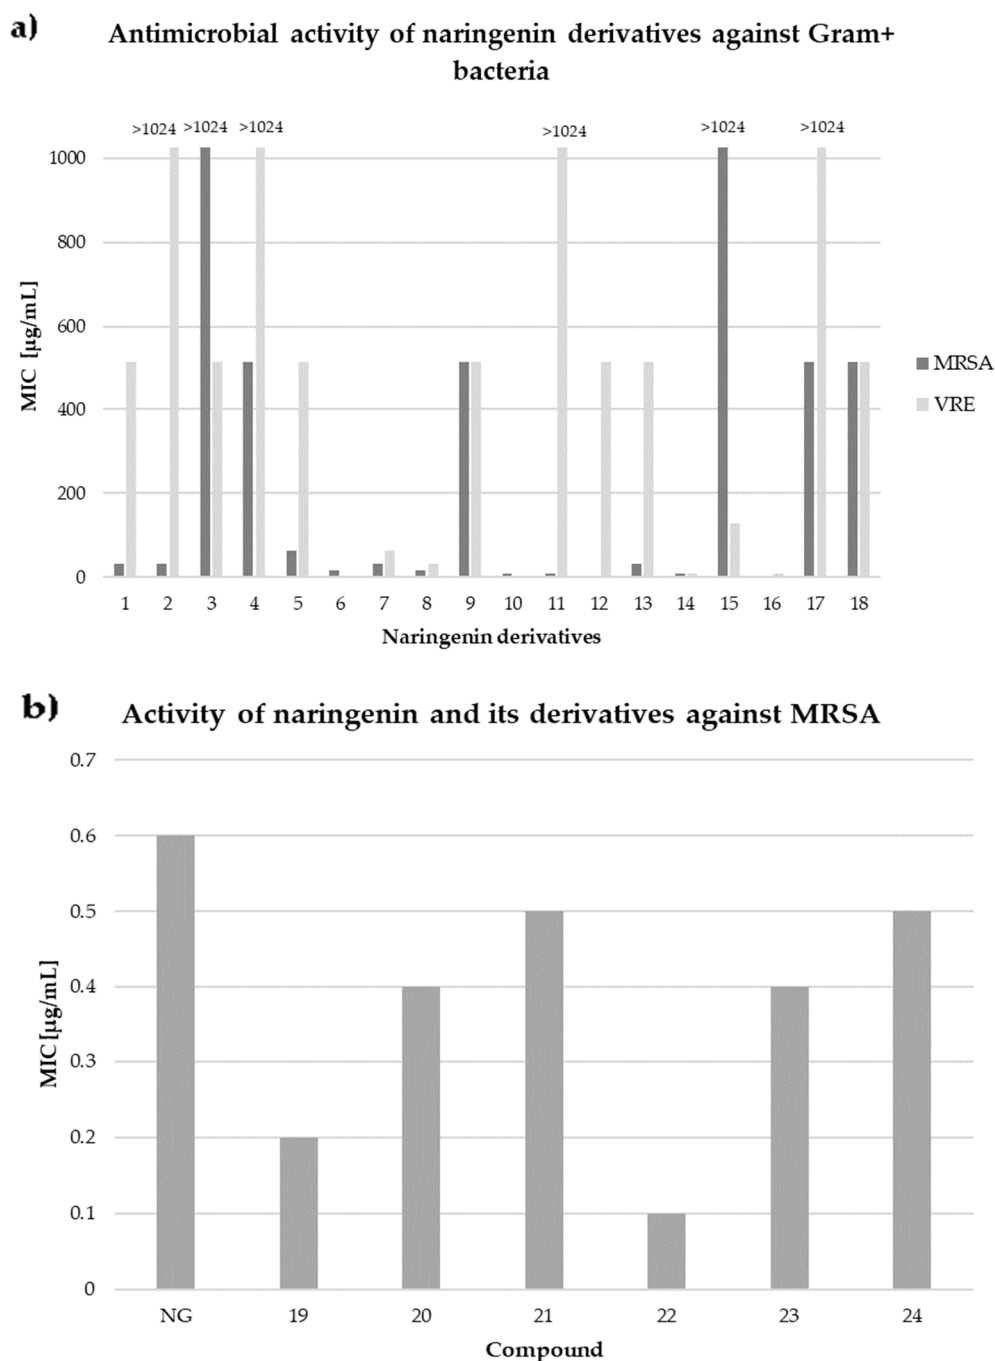 a)
Antimicrobial activity of naringenin derivatives against Gram+
bacteria
>1024 >1024 >1024 >1024 >1024 >1024
1000
800
600
400
200
0
MIC [µg/mL]
MRSA
VRE
1 2 3 4 5 6 7 8 9 10 11 12 13 14 15 16 17 18
Naringenin derivatives
b)
Activity of naringenin and its derivatives against MRSA
0.7
0.6
0.5
0.4
0.3
0.2
0.1
0
MIC [µg/mL]
NG 19 20 21 22 23 24
Compound